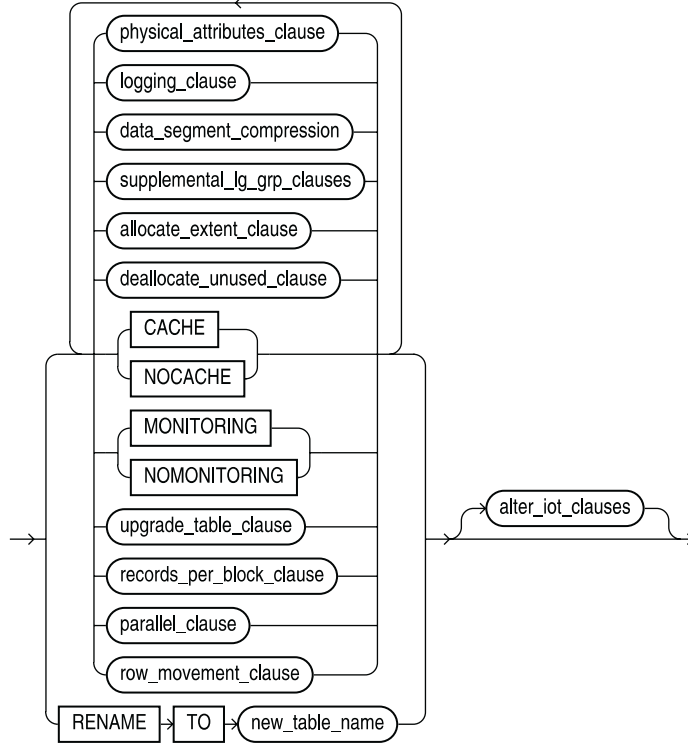 physical_attributes_clause
logging_clause
data_segment_compression
supplemental_lg_grp_clauses
allocate_extent_clause
deallocate_unused_clause
CACHE
NOCACHE
MONITORING
NOMONITORING
upgrade_table_clause
alter_iot_clauses
records_per_block_clause
parallel_clause
row_movement_clause
RENAME TO new_table_name